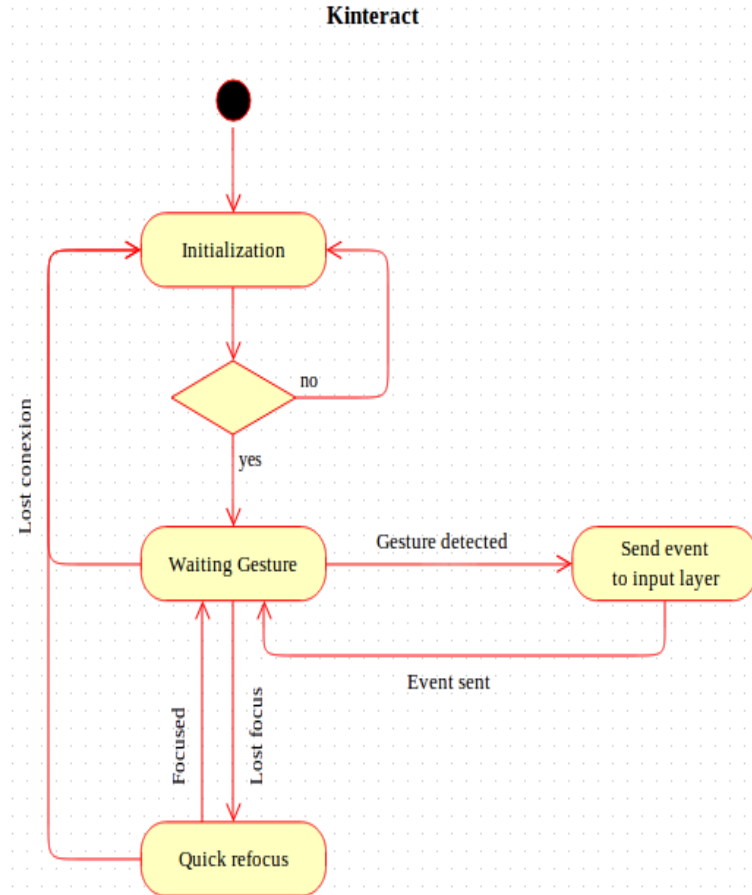 Kinteract
Initialization
no
yes
Lost conexion
Waiting Gesture
Gesture detected
Send event
to input layer
Event sent
Focused
Lost focus
Quick refocus